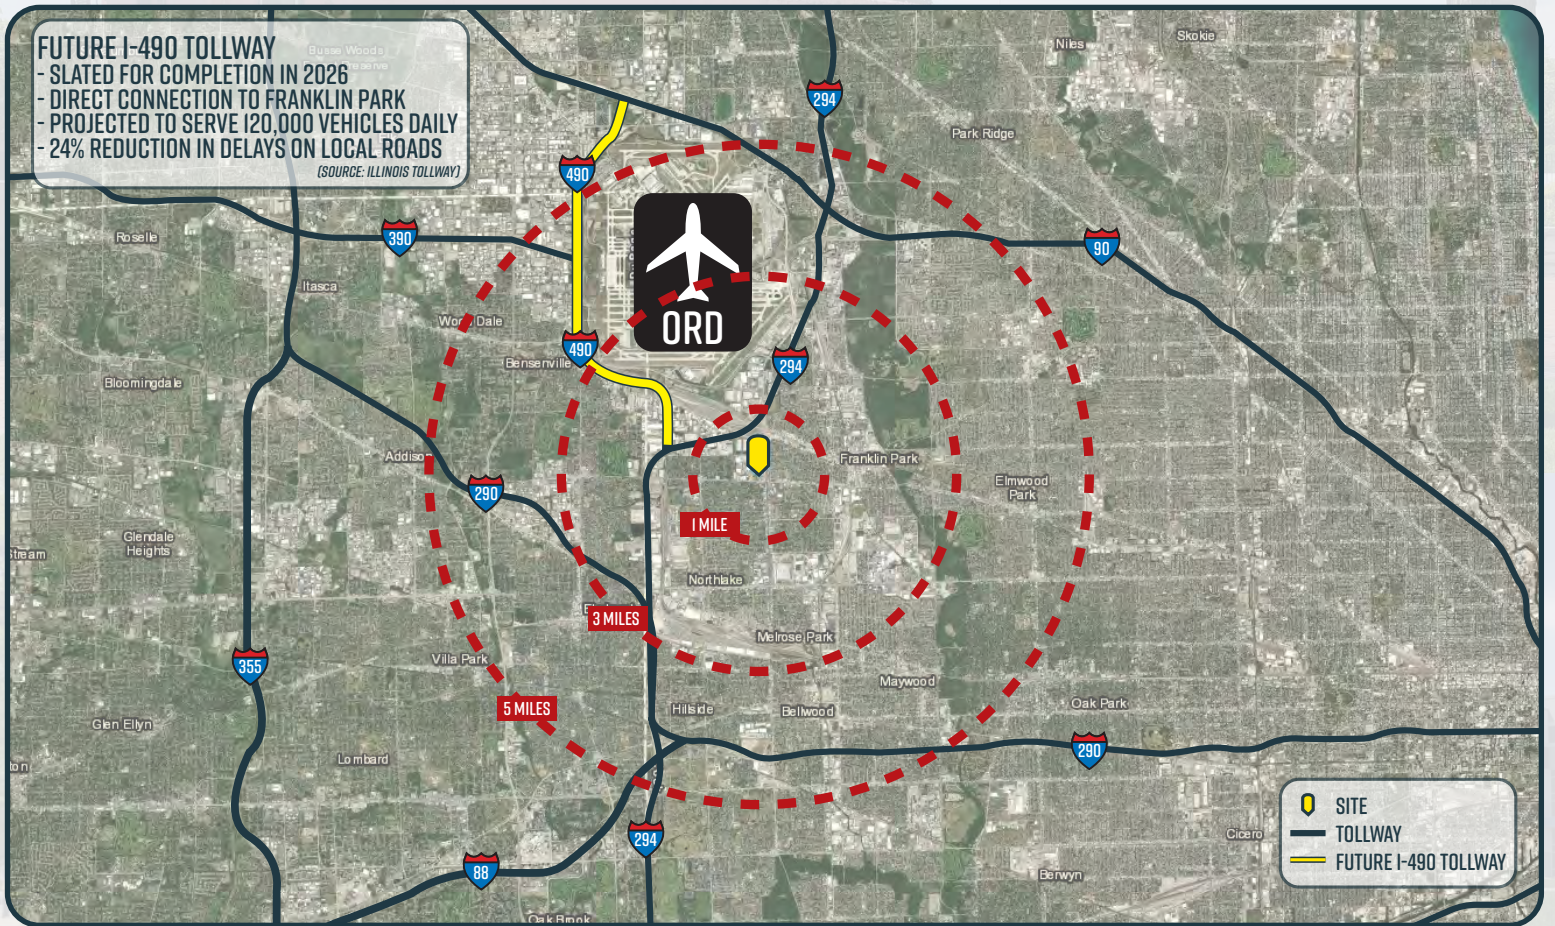 FUTURE I-490 TOLLWAY
- SLATED FOR COMPLETION IN 2026
- DIRECT CONNECTION TO FRANKLIN PARK
- PROJECTED TO SERVE 120,000 VEHICLES DAILY
- 24% REDUCTION IN DELAYS ON LOCAL ROADS
(SOURCE: ILLINOIS TOLLWAY)
Skokie
Niles
294
Park Ridge
490
Roselle
390
90
Itasca
Wood Dale
ORD
490
Bensenville
294
Bloomingdale
Addison
Franklin Park
290
Elmwood
Park
1 MILE
Glendale
Heights
Northlake
3 MILES
Melrose Park
Villa Park
355
Maywood
5 MILES
Hillside
Bellwood
Oak Park
Glen Ellyn
290
Lombard
SITE
TOLLWAY
FUTURE I-490 TOLLWAY
294
Cicero
88
Berwyn
Oak Brook